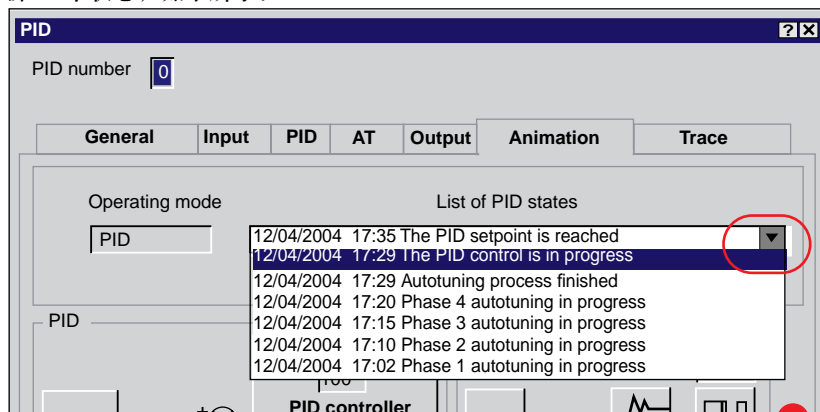 PID
PID number 0
General Input PID AT Output Animation Trace
Operating mode
List of PID states
PID
12/04/2004 17:35 The PID setpoint is reached
12/04/2004 17:29 The PID control is in progress
12/04/2004 17:29 Autotuning process finished
12/04/2004 17:20 Phase 4 autotuning in progress
12/04/2004 17:15 Phase 3 autotuning in progress
12/04/2004 17:10 Phase 2 autotuning in progress
12/04/2004 17:02 Phase 1 autotuning in progress
PID
PID controller